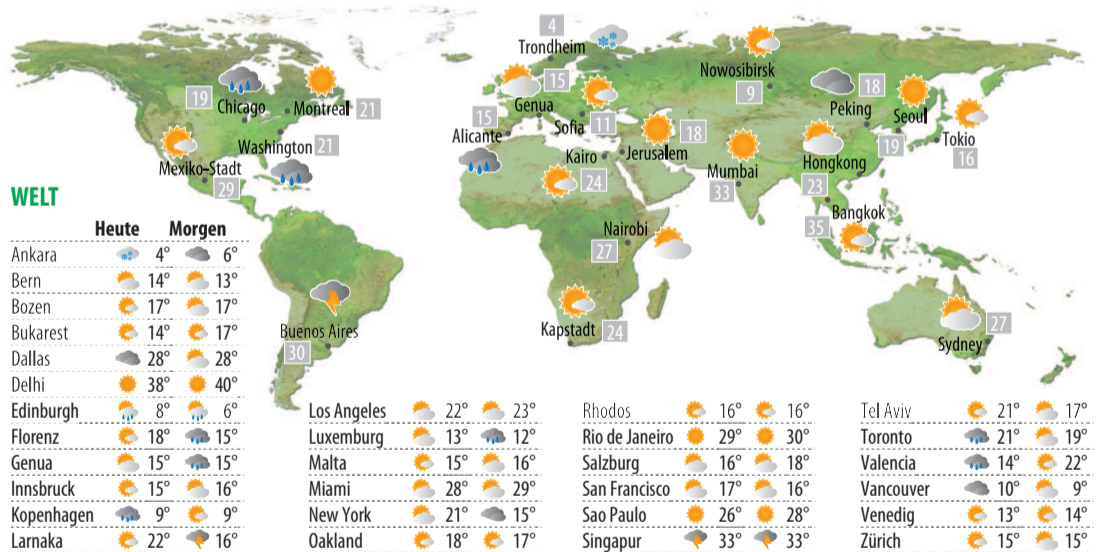 4
Trondheim
15
Genua
15
Alicante
Sofia
11
Nowosibirsk
9
18
Peking
Seoul
19
Tokio
16
19
Chicago
Montreal 21
Washington 21
Mexiko-Stadt
29
Kairo
24
Jerusalem
18
Mumbai
33
Hongkong
23
Bangkok
35
Nairobi
27
Kapstadt 24
Buenos Aires
30
27
Sydney
WELT
Heute Morgen
Ankara 4° 6°
Bern 14° 13°
Bozen 17° 17°
Bukarest 14° 17°
Dallas 28° 28°
Delhi 38° 40°
Edinburgh 8° 6°
Florenz 18° 15°
Genua 15° 15°
Innsbruck 15° 16°
Kopenhagen 9° 9°
Larnaka 22° 16°
Los Angeles 22° 23°
Luxemburg 13° 12°
Malta 15° 16°
Miami 28° 29°
New York 21° 15°
Oakland 18° 17°
Rhodos 16° 16°
Rio de Janeiro 29° 30°
Salzburg 16° 18°
San Francisco 17° 16°
Sao Paulo 26° 28°
Singapur 33° 33°
Tel Aviv 21° 17°
Toronto 21° 19°
Valencia 14° 22°
Vancouver 10° 9°
Venedig 13° 14°
Zürich 15° 15°